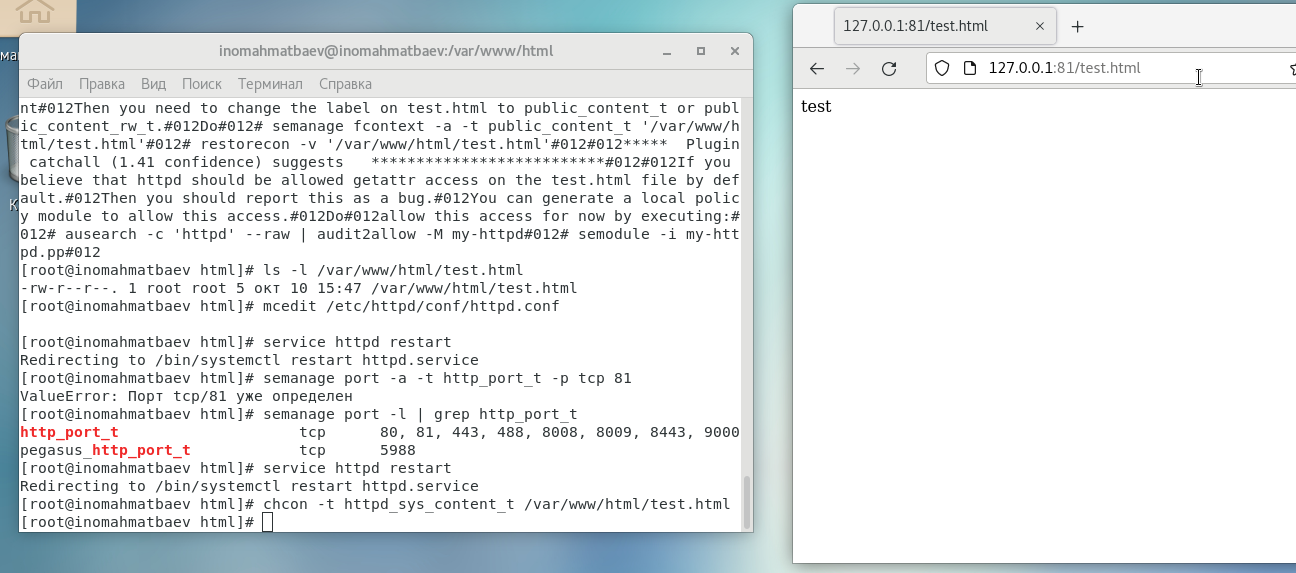 inomahmatbaev@inomahmatbaev:/var/www/html
Файл Правка Вид Поиск Терминал Справка
nt#012Then you need to change the label on test.html to public_content_t or publ
ic_content_rw_t.#012Do#012# semanage fcontext -a -t public_content_t '/var/www/h
tml/test.html'#012# restorecon -v '/var/www/html/test.html'#012#012***** Plugin
catchall (1.41 confidence) suggests **************************#012#012If you
believe that httpd should be allowed getattr access on the test.html file by def
ault.#012Then you should report this as a bug.#012You can generate a local polic
y module to allow this access.#012Do#012allow this access for now by executing:#
012# ausearch -c 'httpd' --raw | audit2allow -M my-httpd#012# semodule -i my-htt
pd.pp#012
[root@inomahmatbaev html]# ls -l /var/www/html/test.html
-rw-r--r--. 1 root root 5 окт 10 15:47 /var/www/html/test.html
[root@inomahmatbaev html]# mcedit /etc/httpd/conf/httpd.conf
[root@inomahmatbaev html]# service httpd restart
Redirecting to /bin/systemctl restart httpd.service
[root@inomahmatbaev html]# semanage port -a -t http_port_t -p tcp 81
ValueError: Порт tcp/81 уже определен
[root@inomahmatbaev html]# semanage port -l | grep http_port_t
http_port_t tcp 80, 81, 443, 488, 8008, 8009, 8443, 9000
pegasus_http_port_t tcp 5988
[root@inomahmatbaev html]# service httpd restart
Redirecting to /bin/systemctl restart httpd.service
[root@inomahmatbaev html]# chcon -t httpd_sys_content_t /var/www/html/test.html
[root@inomahmatbaev html]#
127.0.0.1:81/test.html
127.0.0.1:81/test.html
test